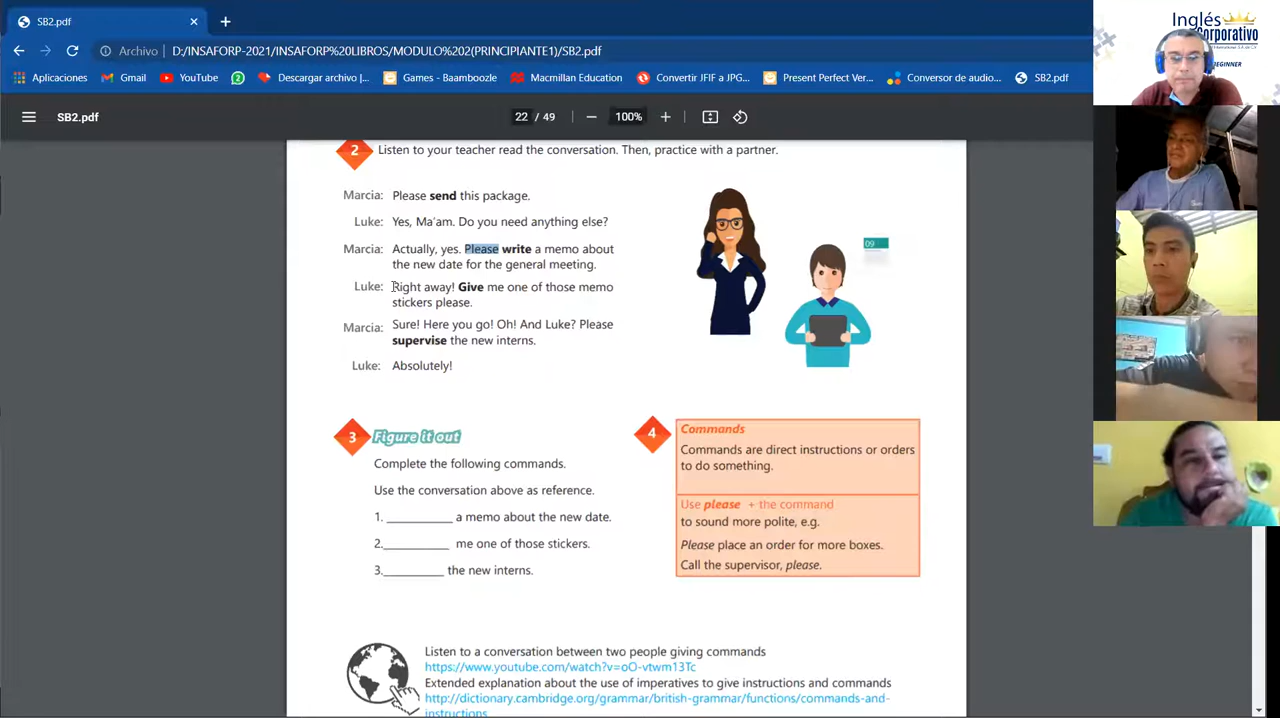 SB2.pdf
Archivo
D:/INSAFORP-2021/INSAFORP%20LIBROS/MODULO%202(PRINCIPIANTE1)/SB2.pdf
Aplicaciones
Gmail
YouTube
2
Descargar archivo |...
Games - Baamboozle
Macmillan Education
Convertir JFIF a JPG...
Present Perfect Ver...
Conversor de audio...
SB2.pdf
Inglés
Corporativo
BEGINNER
SB2.pdf
22 / 49
100%
2 Listen to your teacher read the conversation. Then, practice with a partner.
Marcia: Please send this package.
Luke: Yes, Ma'am. Do you need anything else?
Marcia: Actually, yes. Please write a memo about
the new date for the general meeting.
Luke: Right away! Give me one of those memo
stickers please.
Marcia: Sure! Here you go! Oh! And Luke? Please
supervise the new interns.
Luke: Absolutely!
09
3 Figure it out
Complete the following commands.
Use the conversation above as reference.
1. __________ a memo about the new date.
2.__________ me one of those stickers.
3._________ the new interns.
4
Commands
Commands are direct instructions or orders
to do something.
Use please + the command
to sound more polite, e.g.
Please place an order for more boxes.
Call the supervisor, please.
Listen to a conversation between two people giving commands
https://www.youtube.com/watch?v=oO-vtwm13Tc
Extended explanation about the use of imperatives to give instructions and commands
http://dictionary.cambridge.org/grammar/british-grammar/functions/commands-and-
instructions